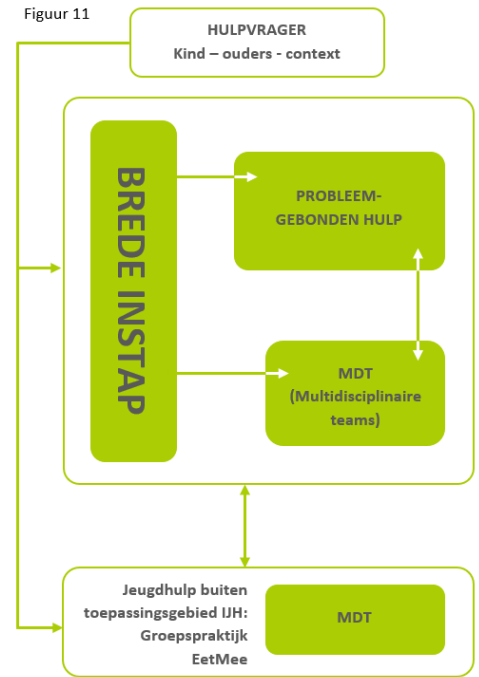 Figuur 11
HULPVRAGER
Kind – ouders - context
BREDE INSTAP
PROBLEEM-
GEBONDEN HULP
MDT
(Multidisciplinaire
teams)
Jeugdhulp buiten
toepassingsgebied IJH:
Groepspraktijk
EetMee
MDT